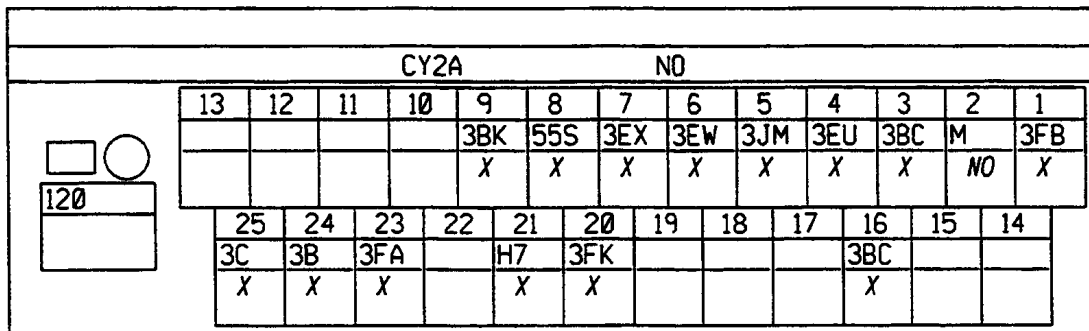 CY2A NO
13 12 11 10 9 8 7 6 5 4 3 2 1
3BK 55S 3EX 3EW 3JM 3EU 3BC M 3FB
X X X X X X X NO X
120
25 24 23 22 21 20 19 18 17 16 15 14
3C 3B 3FA H7 3FK 3BC
X X X X X X